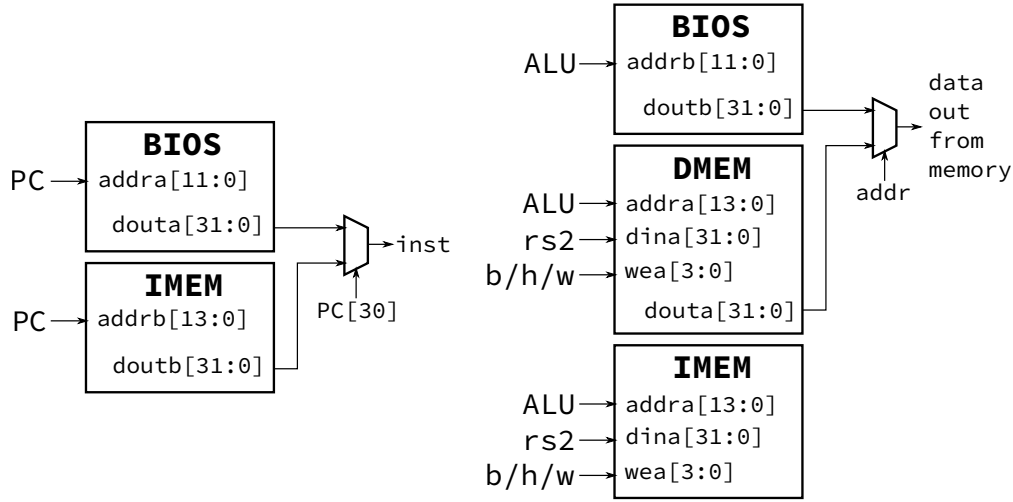 BIOS
PC
addra[11:0]
douta[31:0]
IMEM
PC
addrb[13:0]
doutb[31:0]
inst
PC[30]
BIOS
ALU
addrb[11:0]
doutb[31:0]
DMEM
ALU
addra[13:0]
rs2
dina[31:0]
b/h/w
wea[3:0]
douta[31:0]
IMEM
ALU
addra[13:0]
rs2
dina[31:0]
b/h/w
wea[3:0]
addr
data
out
from
memory